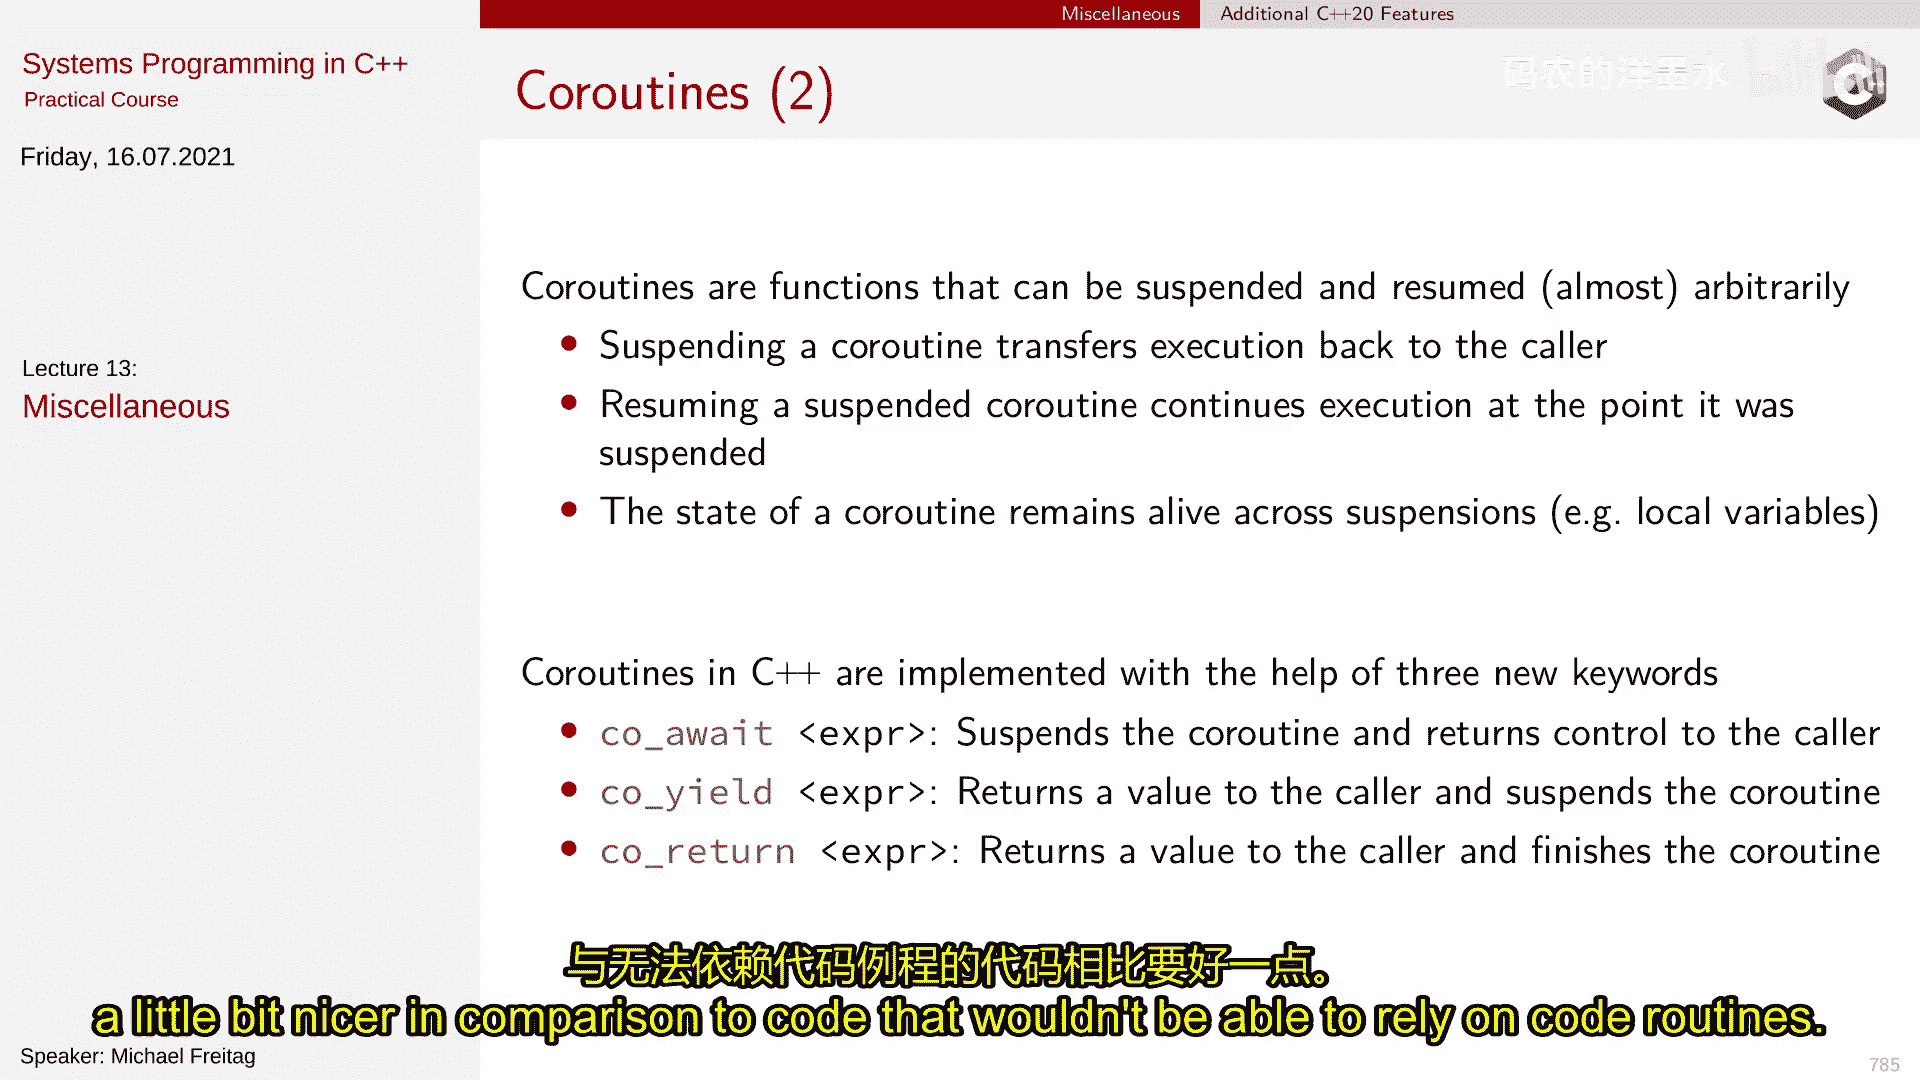 Miscellaneous
Additional C++20 Features
Systems Programming in C++
Practical Course
Friday, 16.07.2021
Lecture 13:
Miscellaneous
Coroutines (2)
码农的洋墨水
Coroutines are functions that can be suspended and resumed (almost) arbitrarily
• Suspending a coroutine transfers execution back to the caller
• Resuming a suspended coroutine continues execution at the point it was
suspended
• The state of a coroutine remains alive across suspensions (e.g. local variables)
Coroutines in C++ are implemented with the help of three new keywords
• co_await <expr>: Suspends the coroutine and returns control to the caller
• co_yield <expr>: Returns a value to the caller and suspends the coroutine
• co_return <expr>: Returns a value to the caller and finishes the coroutine
与无法依赖代码例程的代码相比要好一点。
a little bit nicer in comparison to code that wouldn't be able to rely on code routines.
Speaker: Michael Freitag
785